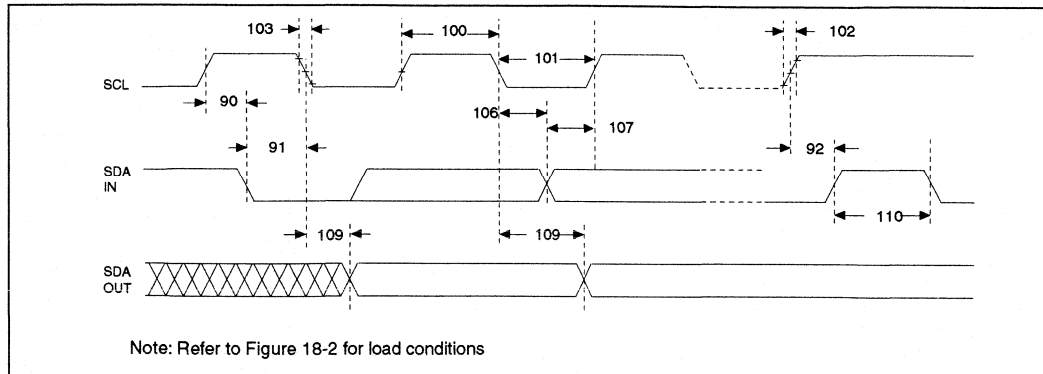 103
100
102
101
SCL
90
106
107
91
92
SDA
IN
110
109
109
SDA
OUT
Note: Refer to Figure 18-2 for load conditions